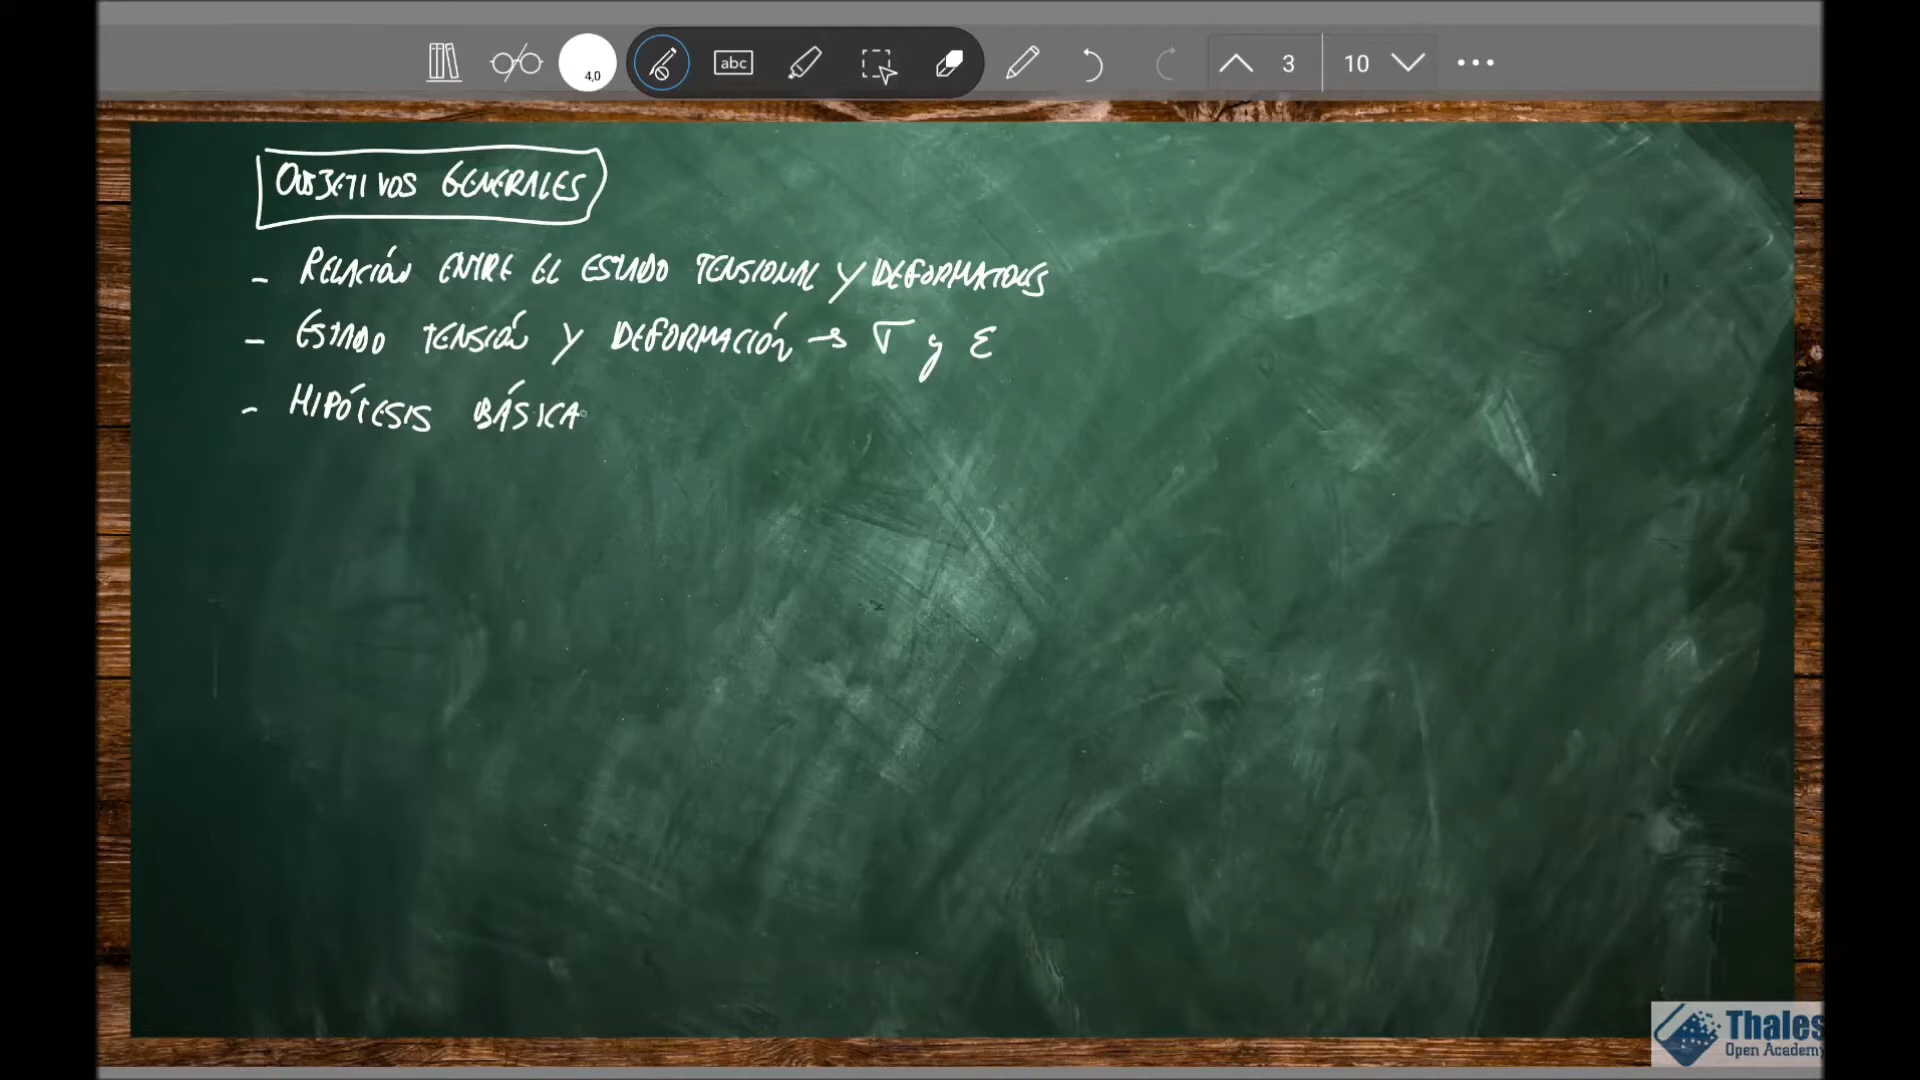 4,0
abc
3
10
OBJETIVOS GENERALES
- RELACIÓN ENTRE EL ESTADO TENSIONAL Y DEFORMACIONES
- ESTADO TENSIÓN Y DEFORMACIÓN → σ y ε
- HIPÓTESIS BÁSICA
Thales
Open Academy